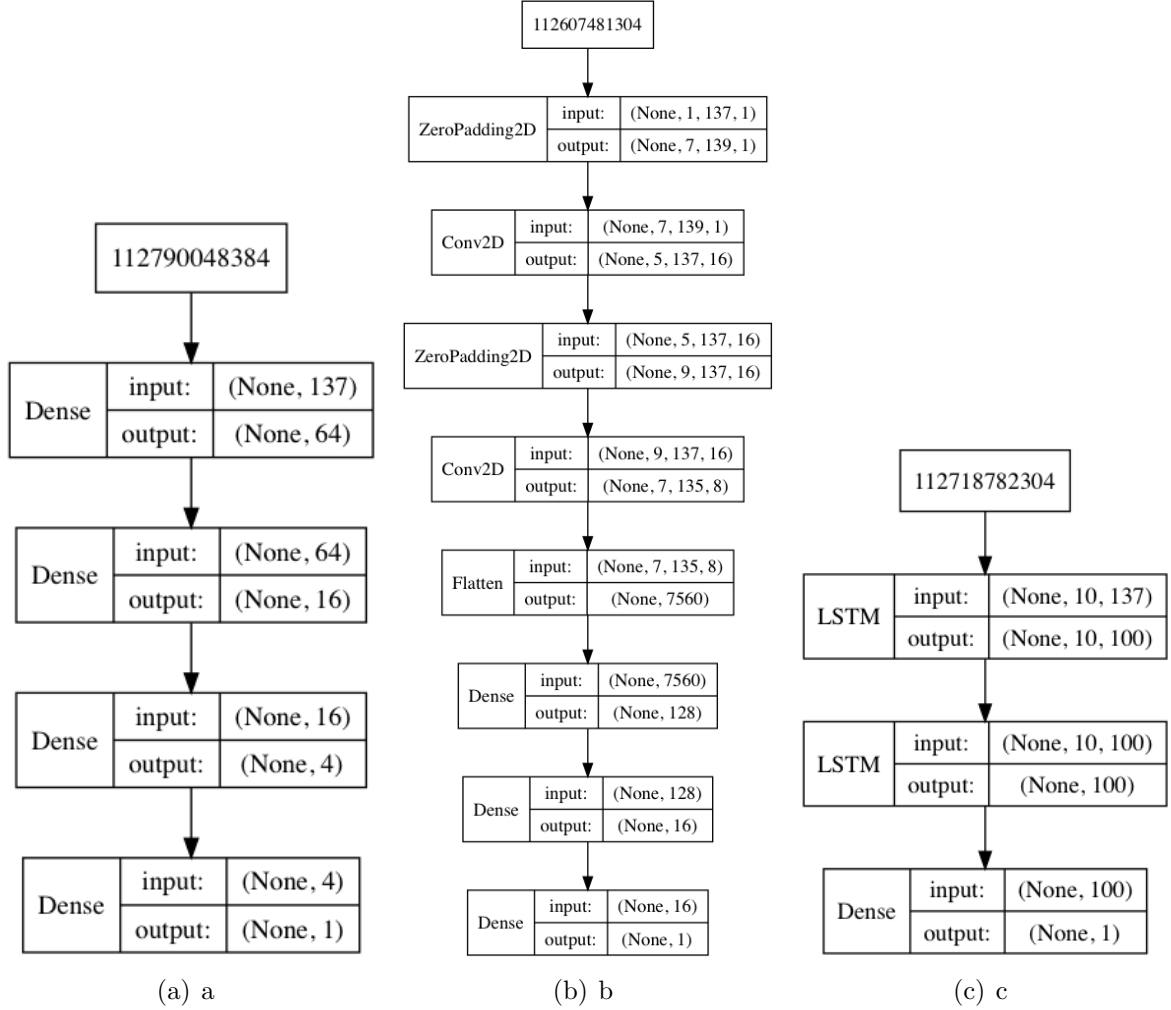 112790048384
Dense
input: (None, 137)
output: (None, 64)
Dense
input: (None, 64)
output: (None, 16)
Dense
input: (None, 16)
output: (None, 4)
Dense
input: (None, 4)
output: (None, 1)
(a) a
112607481304
ZeroPadding2D
input: (None, 1, 137, 1)
output: (None, 7, 139, 1)
Conv2D
input: (None, 7, 139, 1)
output: (None, 5, 137, 16)
ZeroPadding2D
input: (None, 5, 137, 16)
output: (None, 9, 137, 16)
Conv2D
input: (None, 9, 137, 16)
output: (None, 7, 135, 8)
Flatten
input: (None, 7, 135, 8)
output: (None, 7560)
Dense
input: (None, 7560)
output: (None, 128)
Dense
input: (None, 128)
output: (None, 16)
Dense
input: (None, 16)
output: (None, 1)
(b) b
112718782304
LSTM
input: (None, 10, 137)
output: (None, 10, 100)
LSTM
input: (None, 10, 100)
output: (None, 100)
Dense
input: (None, 100)
output: (None, 1)
(c) c